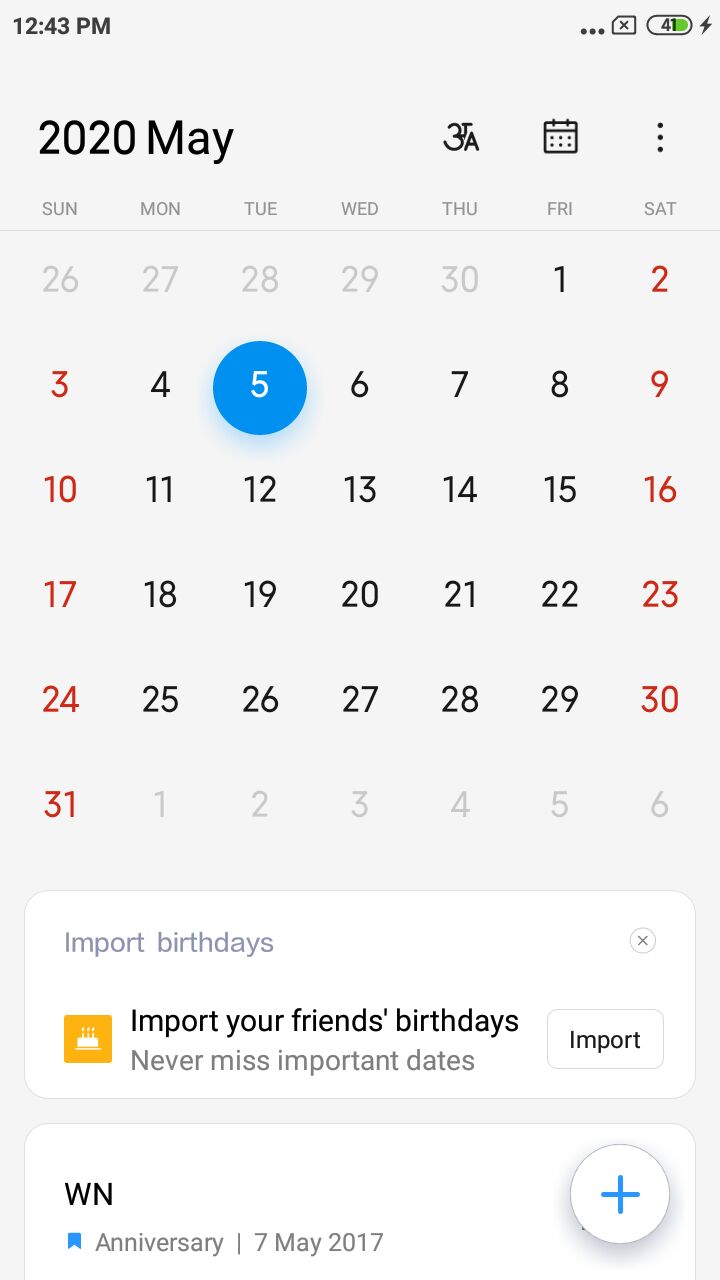 12:43 PM
41
2020 May
अA
SUN MON TUE WED THU FRI SAT
26 27 28 29 30 1 2
3 4 5 6 7 8 9
10 11 12 13 14 15 16
17 18 19 20 21 22 23
24 25 26 27 28 29 30
31 1 2 3 4 5 6
Import birthdays
Import your friends' birthdays
Never miss important dates
Import
WN
Anniversary | 7 May 2017